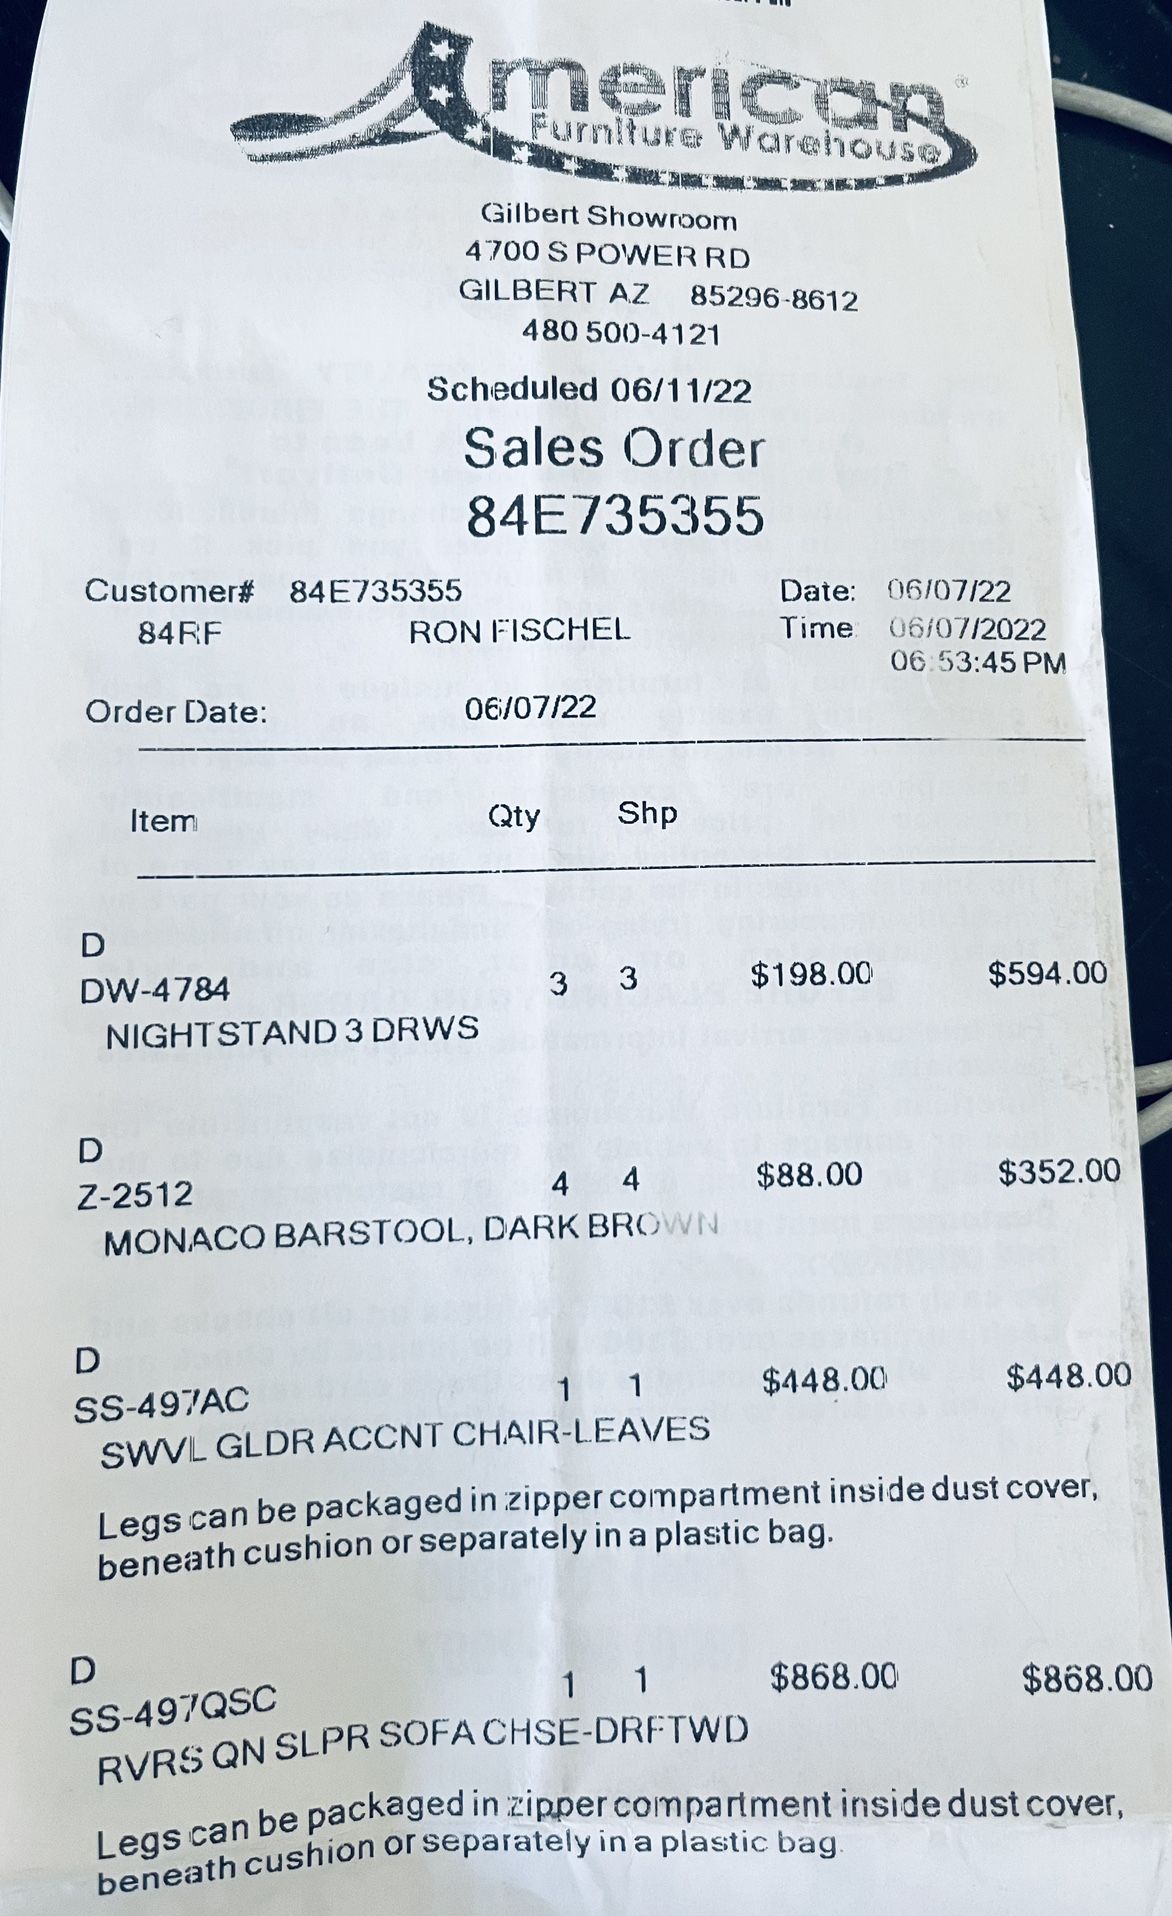 American
Furniture Warehouse
Gilbert Showroom
4700 S POWER RD
GILBERT AZ 85296-8612
480 500-4121
Scheduled 06/11/22
Sales Order
84E735355
Customer# 84E735355 Date: 06/07/22
84RF RON FISCHEL Time: 06/07/2022
06:53:45 PM
Order Date: 06/07/22
Item Qty Shp
D
DW-4784 3 3 $198.00 $594.00
NIGHTSTAND 3 DRWS
D
Z-2512 4 4 $88.00 $352.00
MONACO BARSTOOL, DARK BROWN
D
SS-497AC 1 1 $448.00 $448.00
SWVL GLDR ACCNT CHAIR-LEAVES
Legs can be packaged in zipper compartment inside dust cover,
beneath cushion or separately in a plastic bag.
D
SS-497QSC 1 1 $868.00 $868.00
RVRS QN SLPR SOFA CHSE-DRFTWD
Legs can be packaged in zipper compartment inside dust cover,
beneath cushion or separately in a plastic bag.